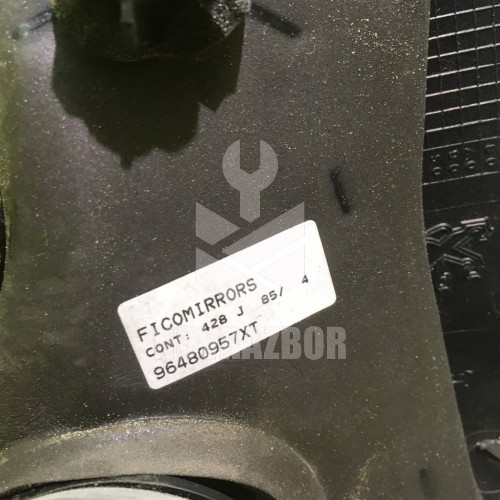 FICOMIRRORS
CONT: 428 J 85/ 4
96480957XT
RAZBOR